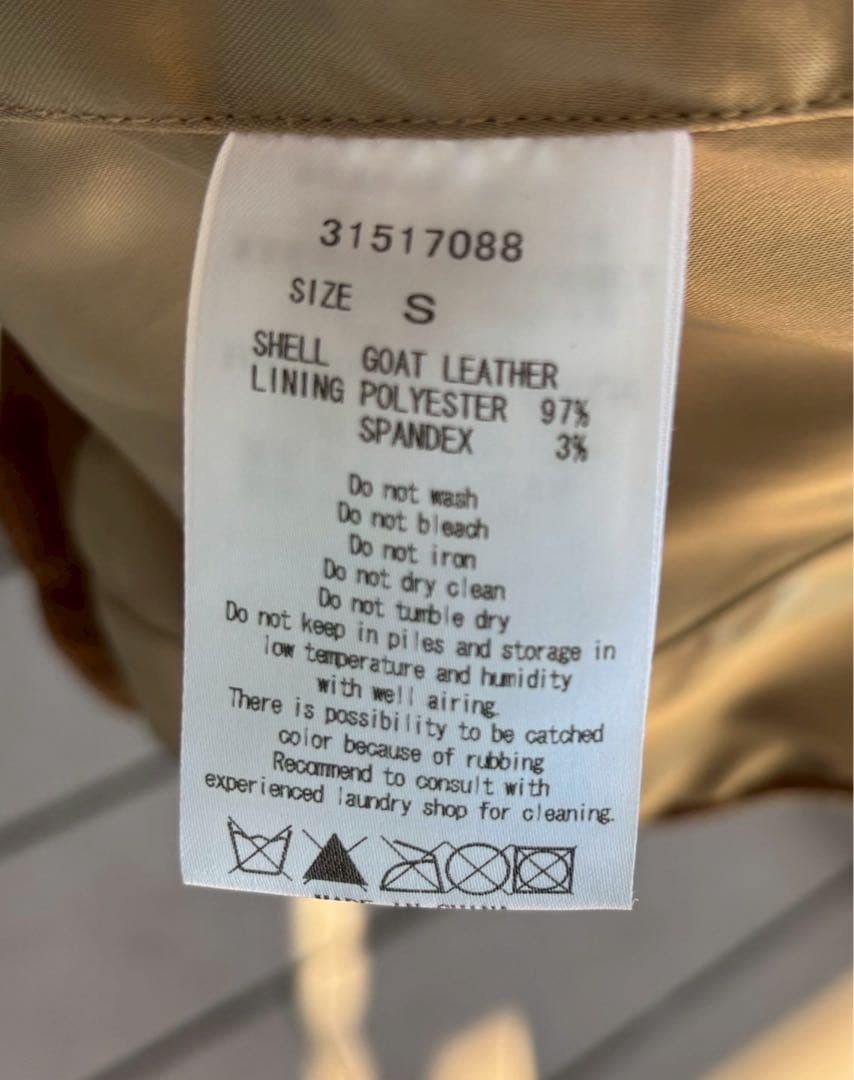 31517088
SIZE S
SHELL GOAT LEATHER
LINING POLYESTER 97%
SPANDEX 3%
Do not wash
Do not bleach
Do not iron
Do not dry clean
Do not tumble dry
Do not keep in piles and storage in
low temperature and humidity
with well airing.
There is possibility to be catched
color because of rubbing
Recommend to consult with
experienced laundry shop for cleaning.